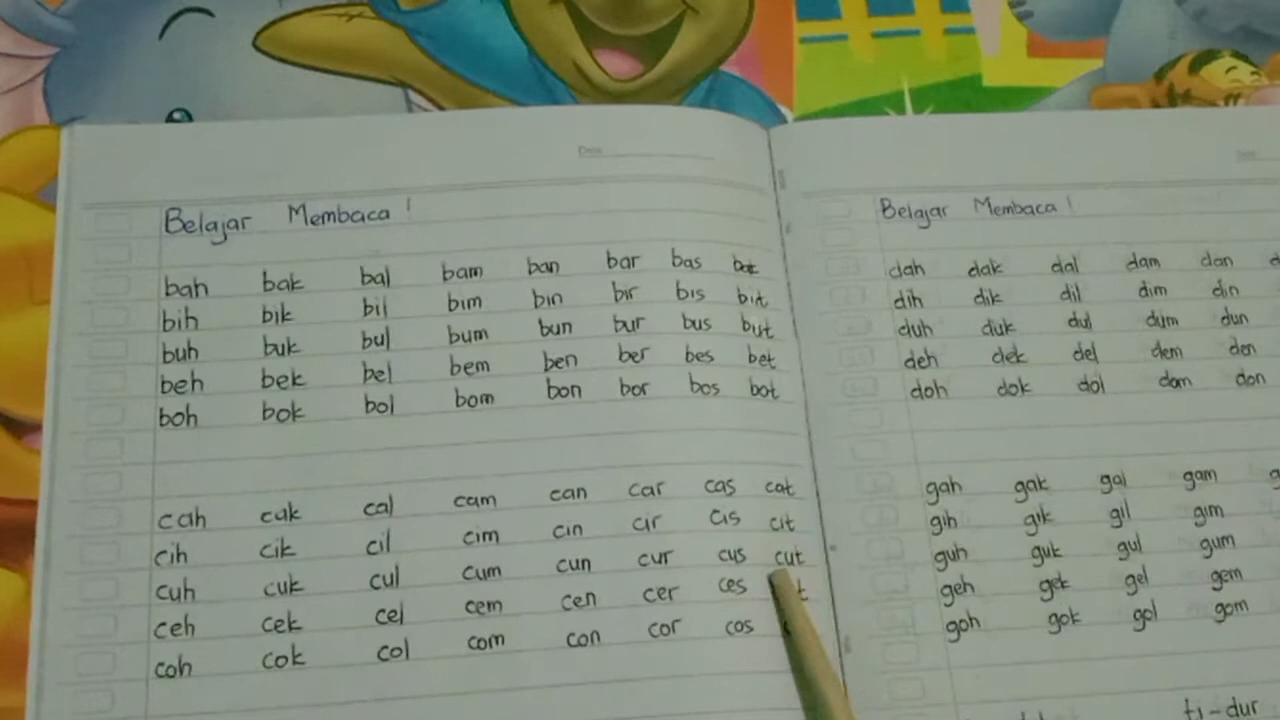 Date
Belajar Membaca !
bah bak bal bam ban bar bas bat
bih bik bil bim bin bir bis bit
buh buk bul bum bun bur bus but
beh bek bel bem ben ber bes bet
boh bok bol bom bon bor bos bot
cah cak cal cam can car cas cat
cih cik cil cim cin cir cis cit
cuh cuk cul cum cun cur cus cut
ceh cek cel cem cen cer ces
coh cok col com con cor cos
Belajar Membaca !
dah dak dal dam dan
dih dik dil dim din
duh duk dul dum dun
deh dek del dem den
doh dok dol dom don
gah gak gal gam
gih gik gil gim
guh guk gul gum
geh gek gel gem
goh gok gol gom
ti-dur